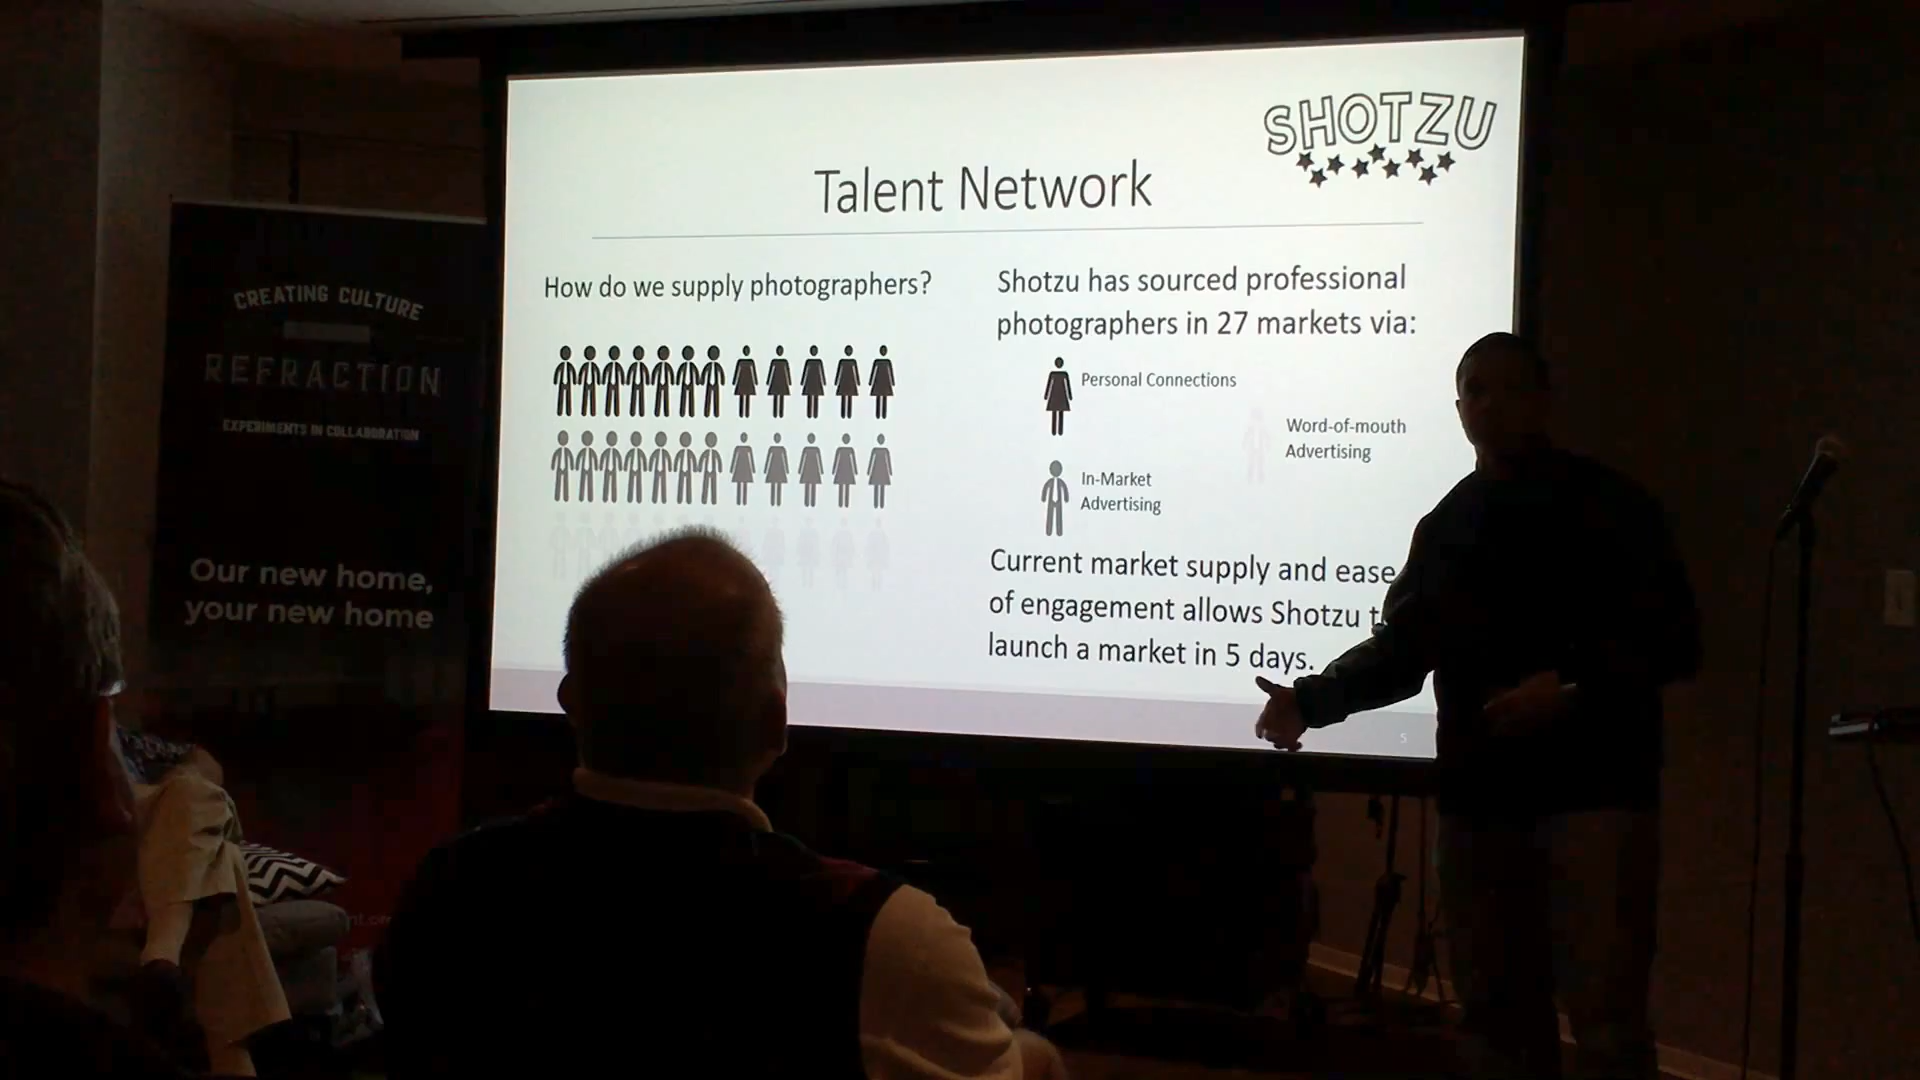 SHOTZU
Talent Network
How do we supply photographers?
Shotzu has sourced professional
photographers in 27 markets via:
Personal Connections
Word-of-mouth
Advertising
In-Market
Advertising
Current market supply and ease
of engagement allows Shotzu
launch a market in 5 days.
5
CREATING CULTURE
REFRACTION
EXPERIMENTS IN COLLABORATION
Our new home,
your new home